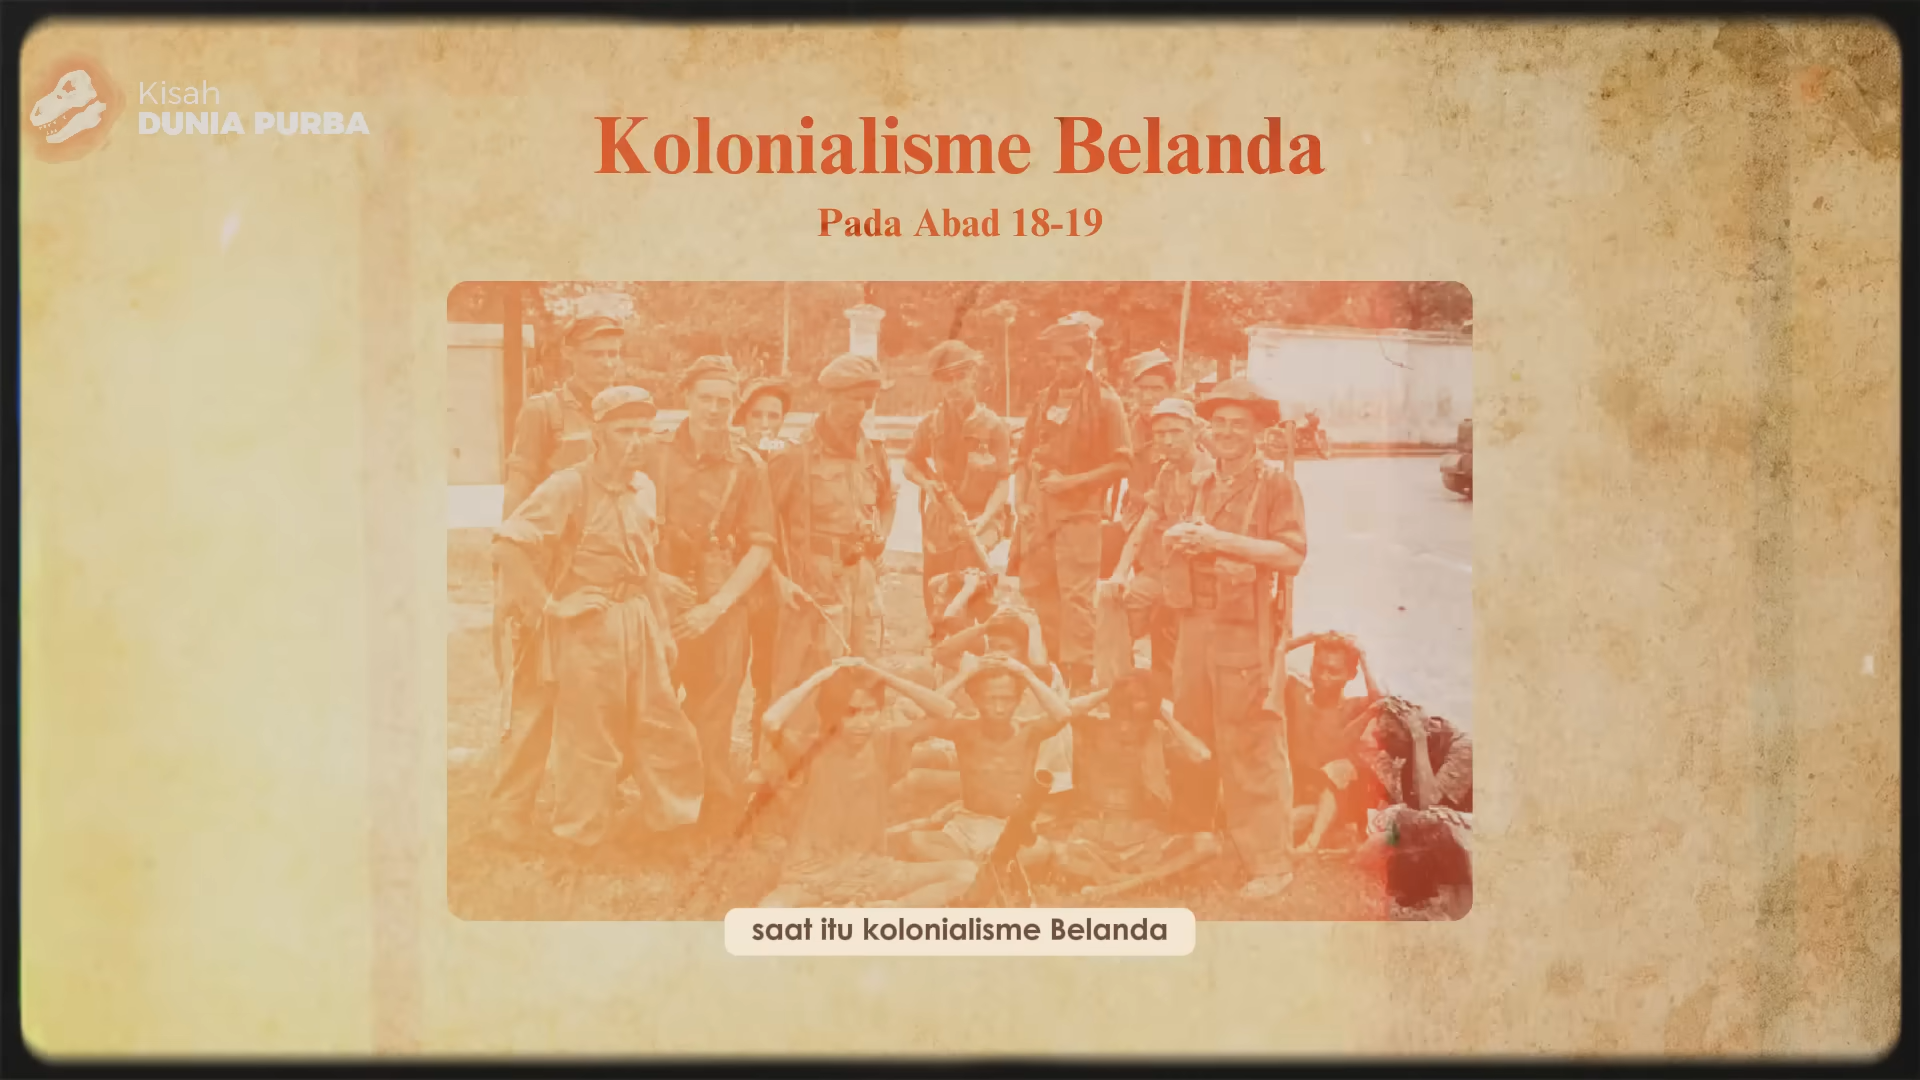 Kisah
DUNIA PURBA
Kolonialisme Belanda
Pada Abad 18-19
saat itu kolonialisme Belanda